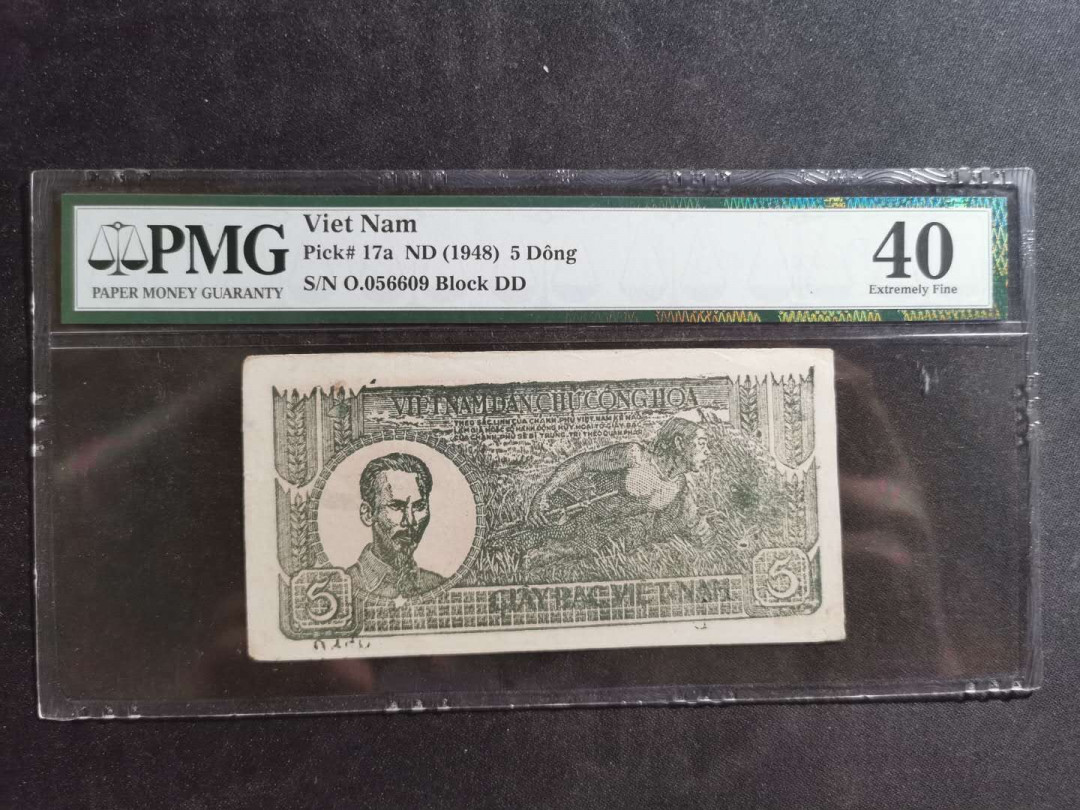 PMG
PAPER MONEY GUARANTY
Viet Nam
Pick# 17a ND (1948) 5 Dông
S/N O.056609 Block DD
40
Extremely Fine
VIETNAM DÂN CHU CỘNG HÒA
5
GIẤY BẠC VIỆT NAM
5